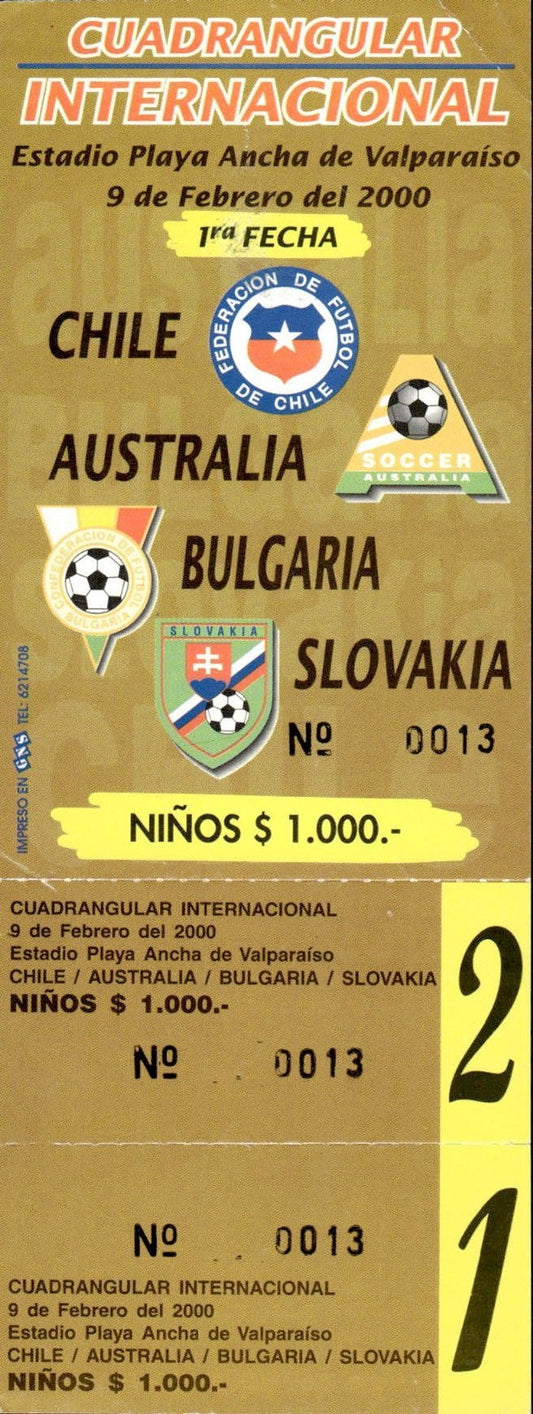 CUADRANGULAR
INTERNACIONAL
Estadio Playa Ancha de Valparaíso
9 de Febrero del 2000
1ra FECHA
CHILE
FEDERACION DE FUTBOL
DE CHILE
AUSTRALIA
SOCCER
AUSTRALIA
CONFEDERACION DE FUTBOL
BULGARIA
BULGARIA
SLOVAKIA
SLOVAKIA
Nº 0013
IMPRESO EN GNS TEL: 6214708
NIÑOS $ 1.000.-
CUADRANGULAR INTERNACIONAL
9 de Febrero del 2000
Estadio Playa Ancha de Valparaíso
CHILE / AUSTRALIA / BULGARIA / SLOVAKIA
NIÑOS $ 1.000.-
Nº 0013
2
Nº 0013
1
CUADRANGULAR INTERNACIONAL
9 de Febrero del 2000
Estadio Playa Ancha de Valparaíso
CHILE / AUSTRALIA / BULGARIA / SLOVAKIA
NIÑOS $ 1.000.-